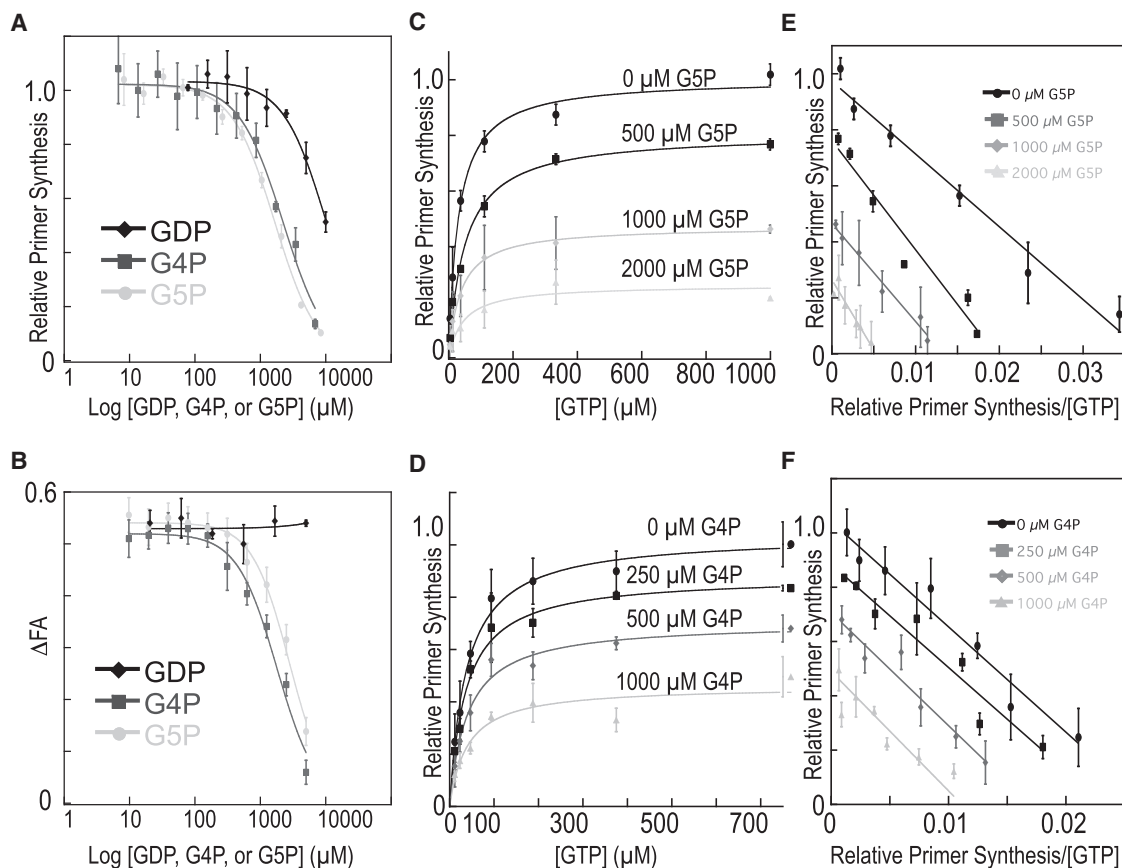 A
Relative Primer Synthesis
1.0
0
GDP
G4P
G5P
1 10 100 1000 10000
Log [GDP, G4P, or G5P] (µM)
C
Relative Primer Synthesis
1.0
0
0 µM G5P
500 µM G5P
1000 µM G5P
2000 µM G5P
0 200 400 600 800 1000
[GTP] (µM)
E
Relative Primer Synthesis
1.0
0
0 µM G5P
500 µM G5P
1000 µM G5P
2000 µM G5P
0.01 0.02 0.03
Relative Primer Synthesis/[GTP]
B
ΔFA
0.6
0
GDP
G4P
G5P
1 10 100 1000 10000
Log [GDP, G4P, or G5P] (µM)
D
Relative Primer Synthesis
1.0
0
0 µM G4P
250 µM G4P
500 µM G4P
1000 µM G4P
0 100 300 500 700
[GTP] (µM)
F
Relative Primer Synthesis
1.0
0
0 µM G4P
250 µM G4P
500 µM G4P
1000 µM G4P
0.01 0.02
Relative Primer Synthesis/[GTP]